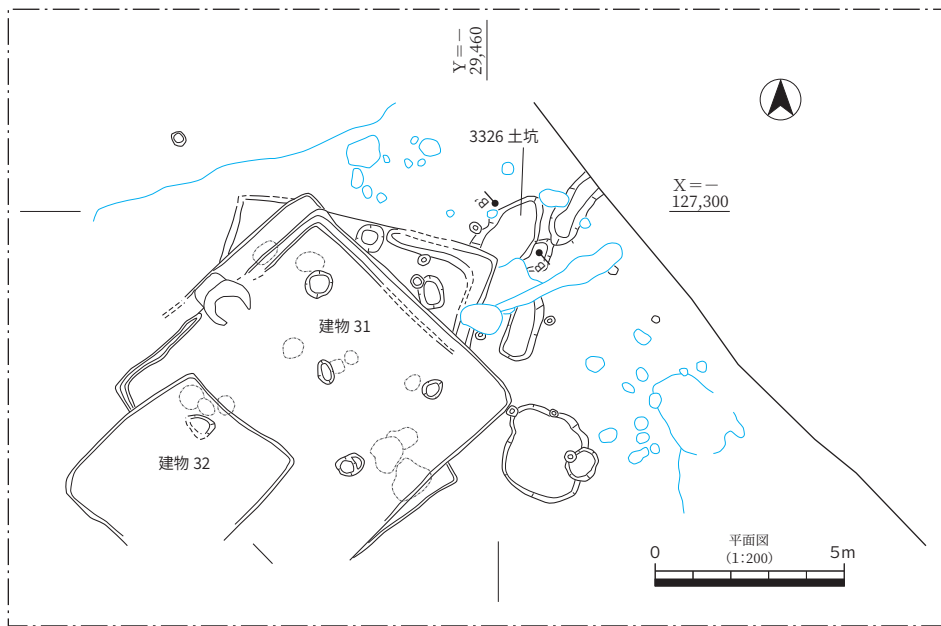 Y＝−
29,460
3326 土坑
X＝−
127,300
B'
B
建物 31
建物 32
平面図
（1:200）
0 5m